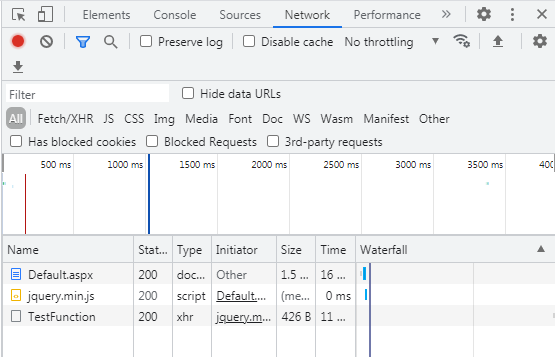 Elements Console Sources Network Performance »
Preserve log Disable cache No throttling
Filter Hide data URLs
All Fetch/XHR JS CSS Img Media Font Doc WS Wasm Manifest Other
Has blocked cookies Blocked Requests 3rd-party requests
500 ms 1000 ms 1500 ms 2000 ms 2500 ms 3000 ms 3500 ms 400
Name Stat... Type Initiator Size Time Waterfall
Default.aspx 200 doc... Other 1.5 ... 16 ...
jquery.min.js 200 script Default.... (me... 0 ms
TestFunction 200 xhr jquery.m... 426 B 11 ...